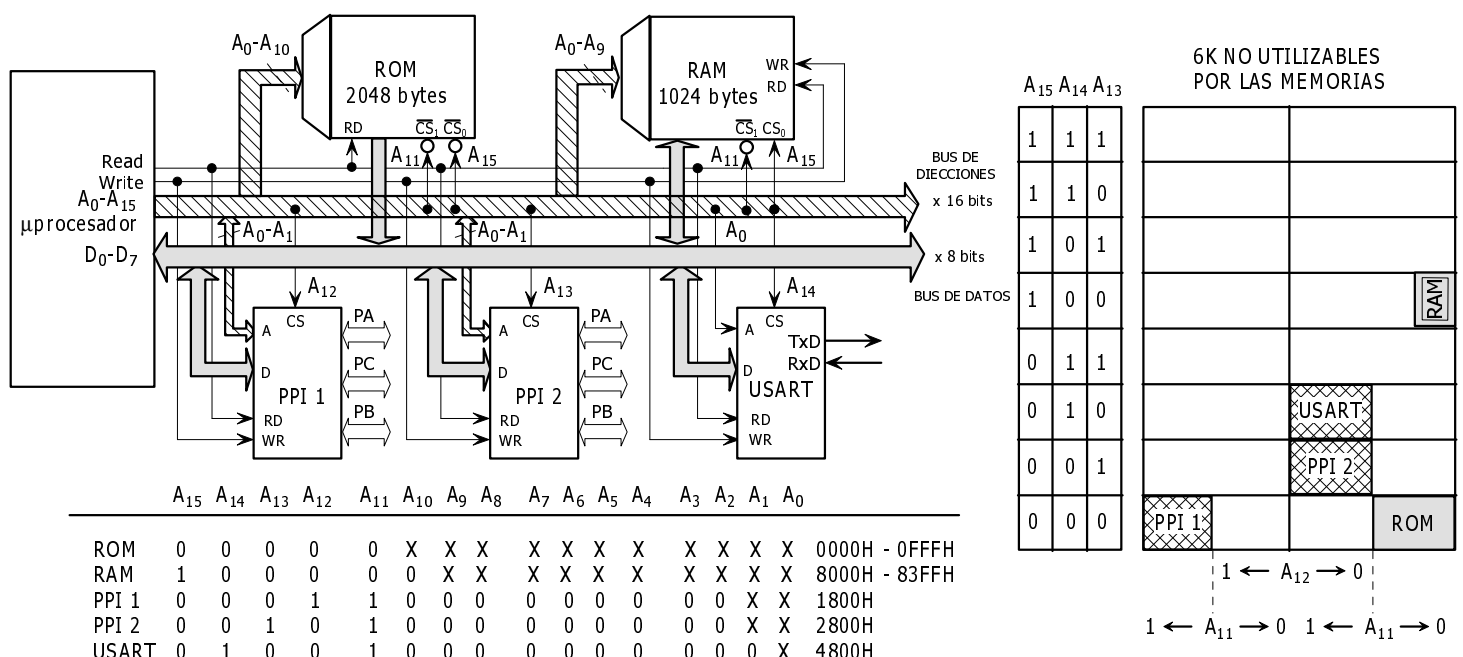 A0-A10
ROM
2048 bytes
RD
CS1
CS0
A11
A15
A0-A9
RAM
1024 bytes
WR
RD
CS1
CS0
A11
A15
Read
Write
A0-A15
µprocesador
D0-D7
BUS DE
DIECCIONES
x 16 bits
x 8 bits
BUS DE DATOS
A0-A1
A12
A
CS
D
PPI 1
RD
WR
PA
PC
PB
A0-A1
A13
A
CS
D
PPI 2
RD
WR
PA
PC
PB
A0
A14
A
CS
TxD
RxD
D
USART
RD
WR
6K NO UTILIZABLES
POR LAS MEMORIAS
A15 A14 A13
1 1 1
1 1 0
1 0 1
1 0 0 RAM
0 1 1
0 1 0 USART
0 0 1 PPI 2
0 0 0 PPI 1 ROM
1 A12 0
1 A11 0 1 A11 0
A15 A14 A13 A12 A11 A10 A9 A8 A7 A6 A5 A4 A3 A2 A1 A0
ROM 0 0 0 0 0 X X X X X X X X X X X 0000H - 0FFFH
RAM 1 0 0 0 0 0 X X X X X X X X X X 8000H - 83FFH
PPI 1 0 0 0 1 1 0 0 0 0 0 0 0 0 0 X X 1800H
PPI 2 0 0 1 0 1 0 0 0 0 0 0 0 0 0 X X 2800H
USART 0 1 0 0 1 0 0 0 0 0 0 0 0 0 0 X 4800H